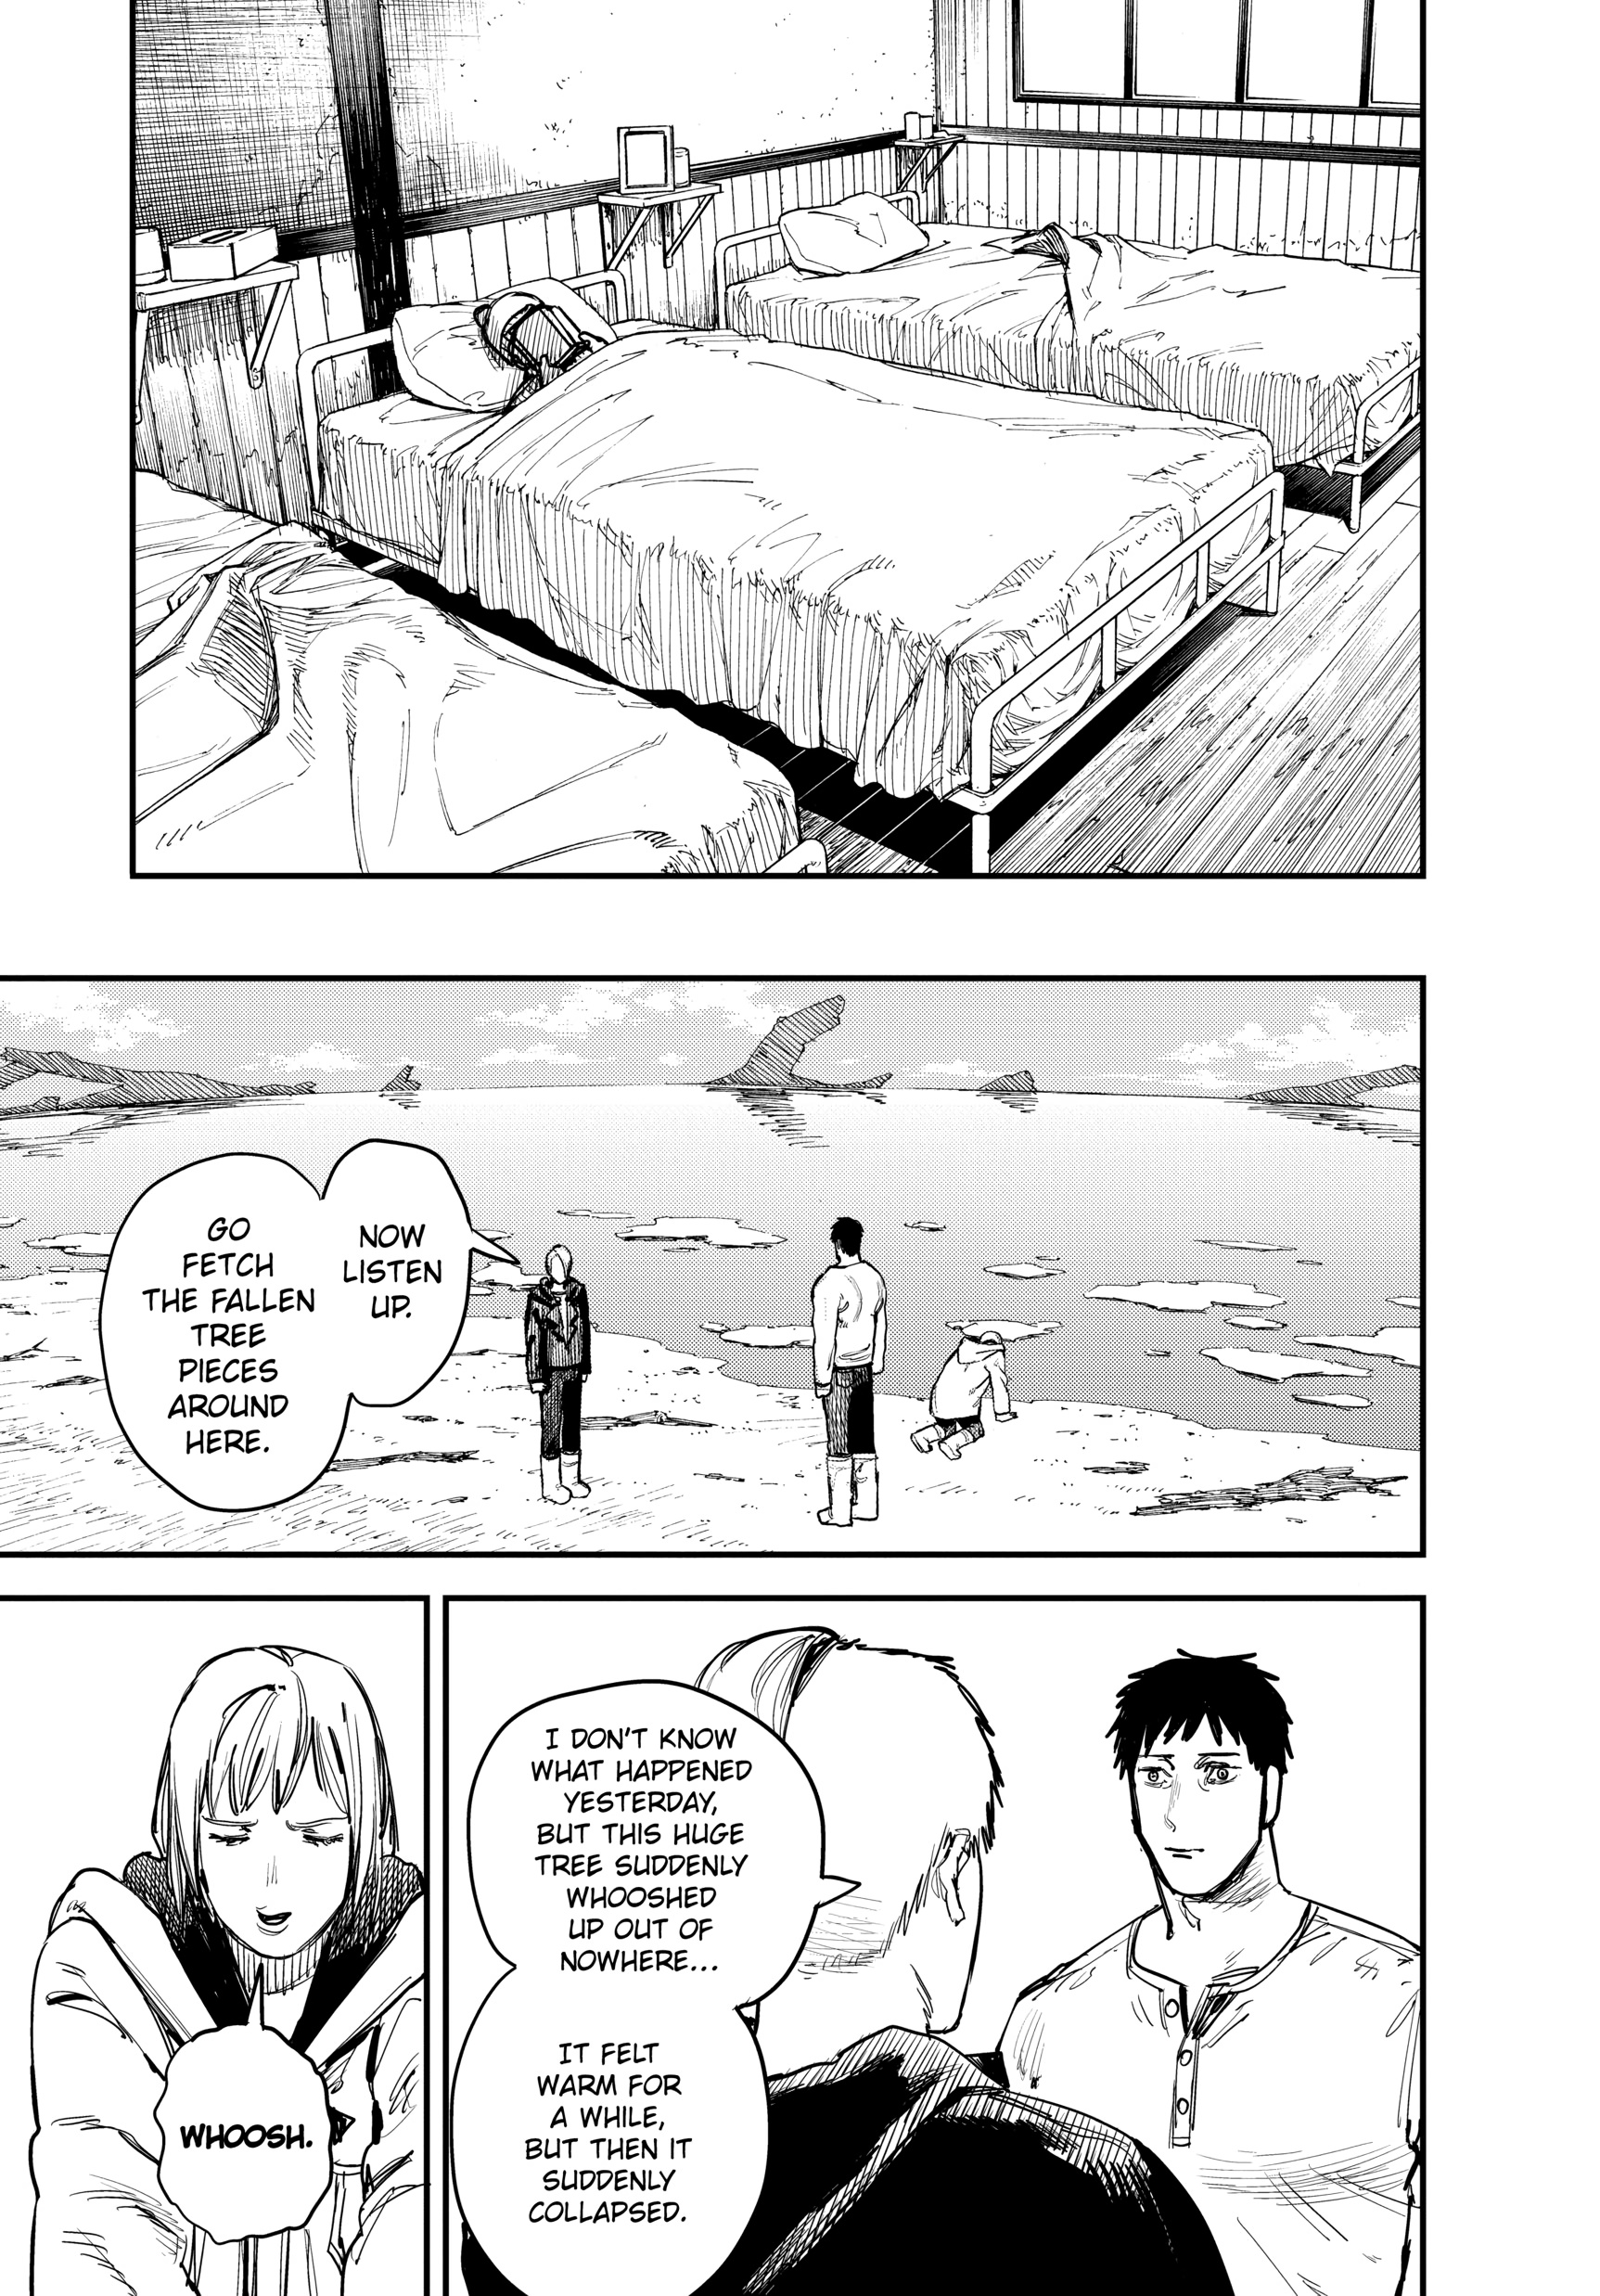 NOW
LISTEN
UP.
GO
FETCH
THE FALLEN
TREE
PIECES
AROUND
HERE.
I DON'T KNOW
WHAT HAPPENED
YESTERDAY,
BUT THIS HUGE
TREE SUDDENLY
WHOOSHED
UP OUT OF
NOWHERE...
IT FELT
WARM FOR
A WHILE,
BUT THEN IT
SUDDENLY
COLLAPSED.
WHOOSH.